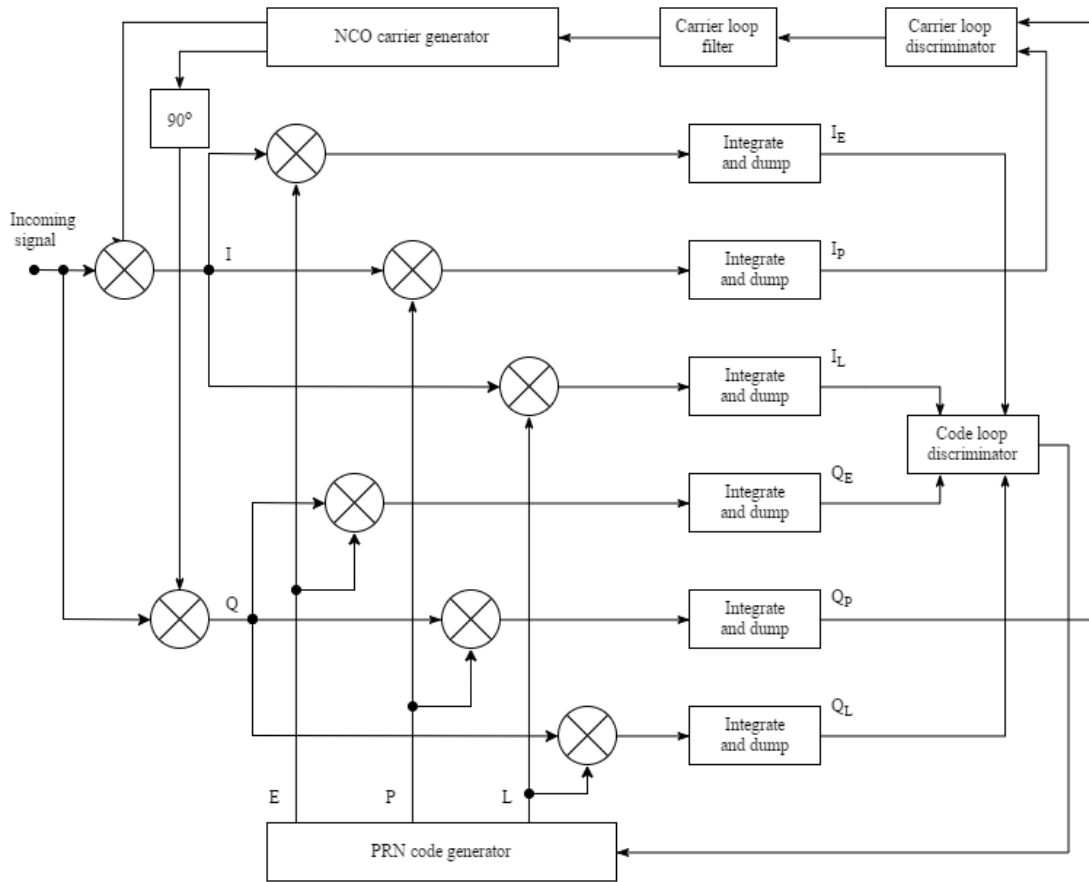 NCO carrier generator
Carrier loop
filter
Carrier loop
discriminator
90°
Integrate
and dump
I_E
Incoming
signal
I
Integrate
and dump
I_P
Integrate
and dump
I_L
Code loop
discriminator
Integrate
and dump
Q_E
Q
Integrate
and dump
Q_P
Integrate
and dump
Q_L
E
P
L
PRN code generator